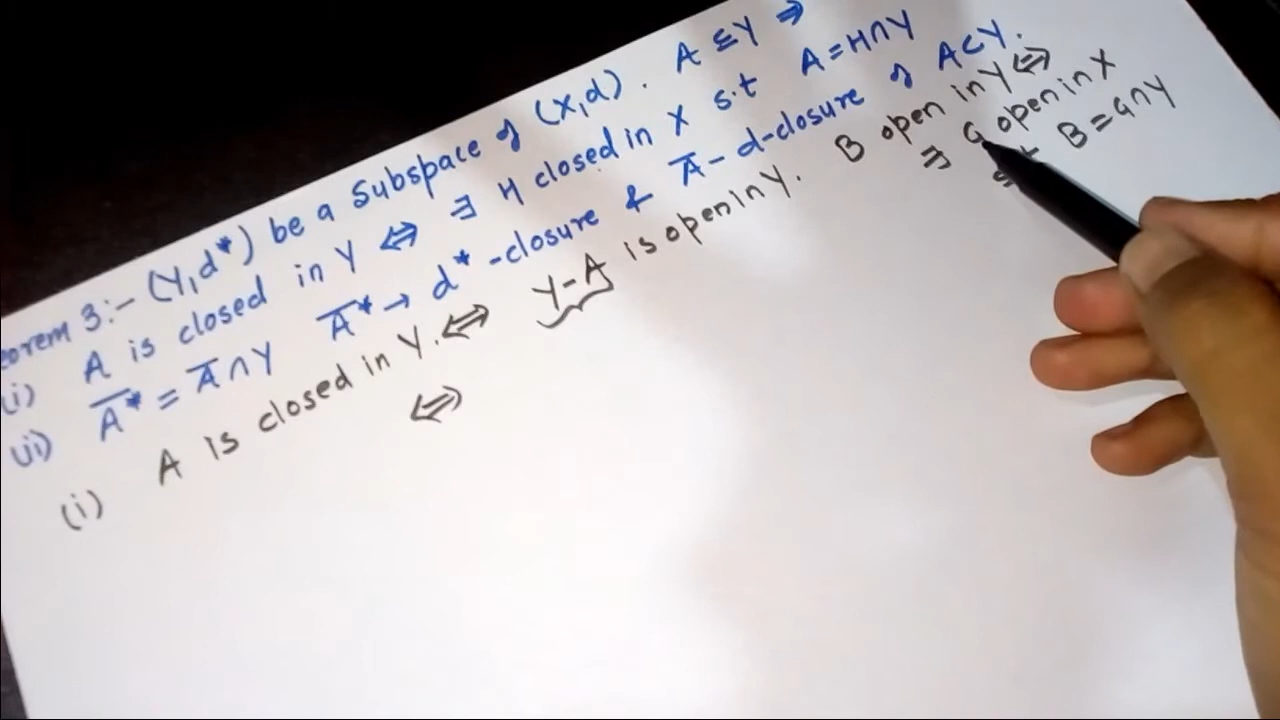 eorem 3:- (Y,d*) be a Subspace of (X,d). A ⊆ Y ⇒
(i) A is closed in Y ⇔ ∃ H closed in X s.t A = H∩Y
(ii) A̅* = A̅∩Y A̅* → d*-closure & A̅ - d-closure of A⊂Y.
(i) A is closed in Y. ⇔ Y-A is open in Y. B open in Y ⇔
∃ G open in X
B = G∩Y
⇔